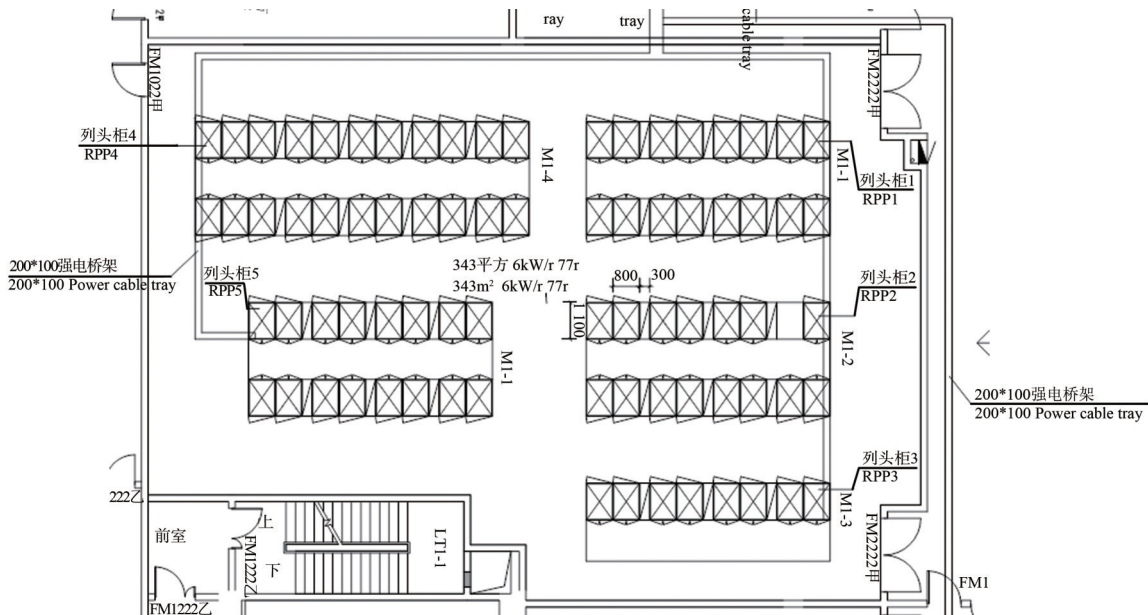 2#
ray
tray
cable tray
FM1022甲
FM2222甲
列头柜4
RPP4
M1-4
M1-1
列头柜1
RPP1
200*100强电桥架
200*100 Power cable tray
列头柜5
RPP5
343平方 6kW/r 77r
343m² 6kW/r 77r
800
300
1 100
列头柜2
RPP2
M1-1
M1-2
200*100强电桥架
200*100 Power cable tray
列头柜3
RPP3
M1-3
222乙
前室
上
下
FM1222乙
LT1-1
FM2222甲
FM1
FM1222乙